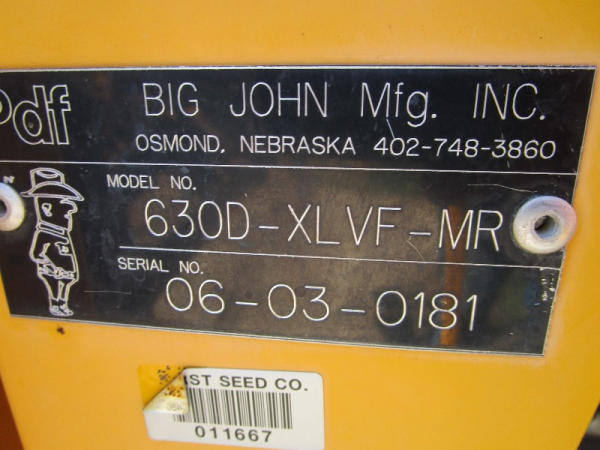 Pdf BIG JOHN Mfg. INC.
OSMOND, NEBRASKA 402-748-3860
MODEL NO.
630D-XLVF-MR
SERIAL NO.
06-03-0181
SEED CO.
011667